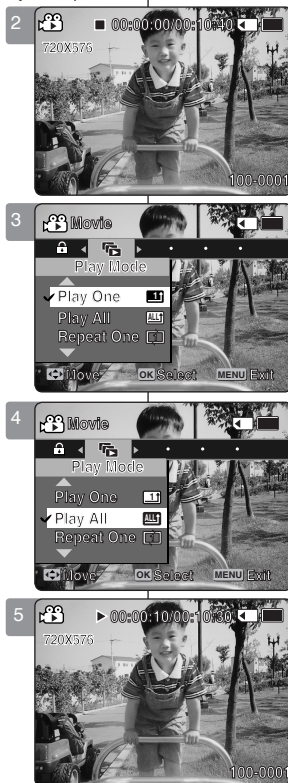 2
00:00:00/00:10:40
720X576
100-0001
3
Movie
Play Mode
Play One
Play All
Repeat One
Move OK Select MENU Exit
4
Movie
Play Mode
Play One
Play All
Repeat One
Move OK Select MENU Exit
5
00:00:10/00:10:30
720X576
100-0001